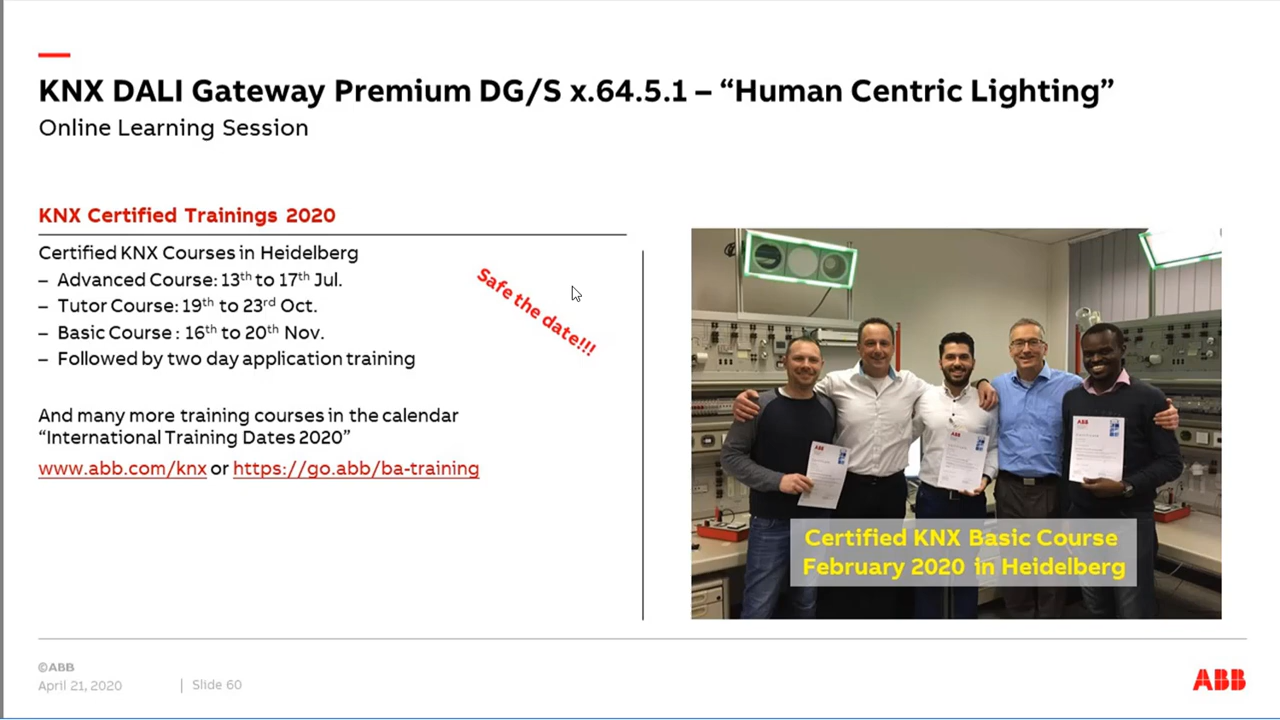 KNX DALI Gateway Premium DG/S x.64.5.1 – “Human Centric Lighting”
Online Learning Session
KNX Certified Trainings 2020
Certified KNX Courses in Heidelberg
– Advanced Course: 13th to 17th Jul.
– Tutor Course: 19th to 23rd Oct.
– Basic Course : 16th to 20th Nov.
– Followed by two day application training
Safe the date!!!
And many more training courses in the calendar
“International Training Dates 2020”
www.abb.com/knx or https://go.abb/ba-training
ABB
ABB
ABB
Certified KNX Basic Course
February 2020 in Heidelberg
©ABB
April 21, 2020 | Slide 60
ABB